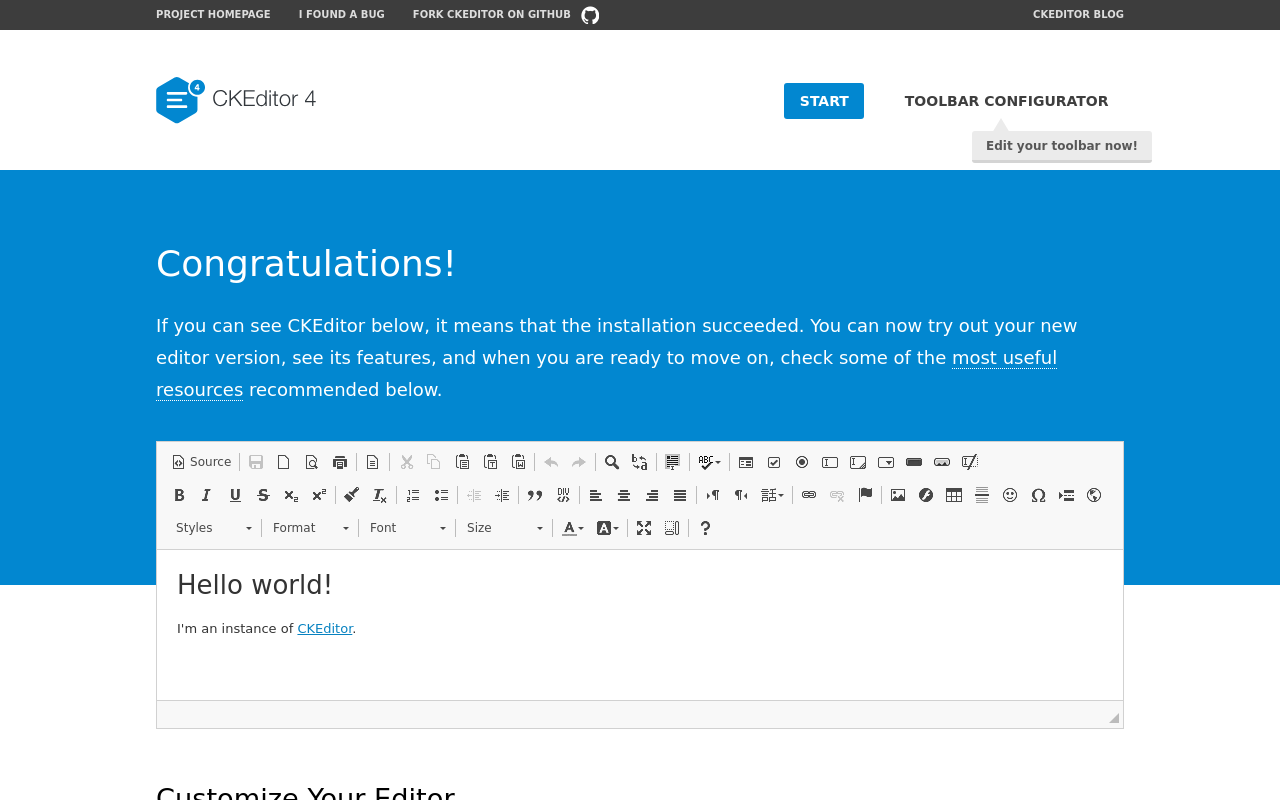 PROJECT HOMEPAGE I FOUND A BUG FORK CKEDITOR ON GITHUB CKEDITOR BLOG
4 CKEditor 4 START TOOLBAR CONFIGURATOR
Edit your toolbar now!
Congratulations!
If you can see CKEditor below, it means that the installation succeeded. You can now try out your new
editor version, see its features, and when you are ready to move on, check some of the most useful
resources recommended below.
Source
Styles Format Font Size
Hello world!
I'm an instance of CKEditor.
Customize Your Editor